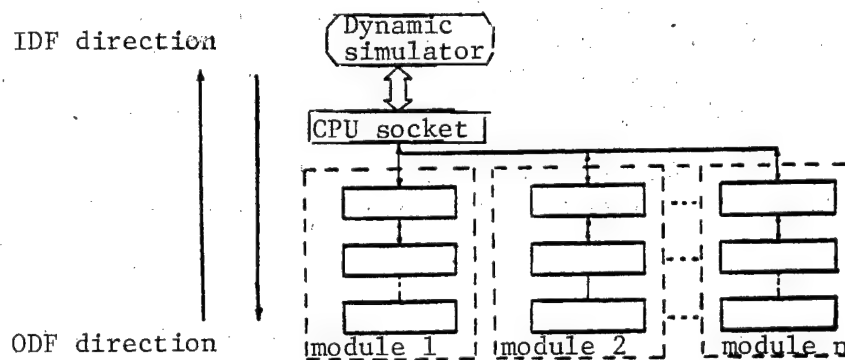 IDF direction
Dynamic
simulator
CPU socket
ODF direction
module 1
module 2
module n